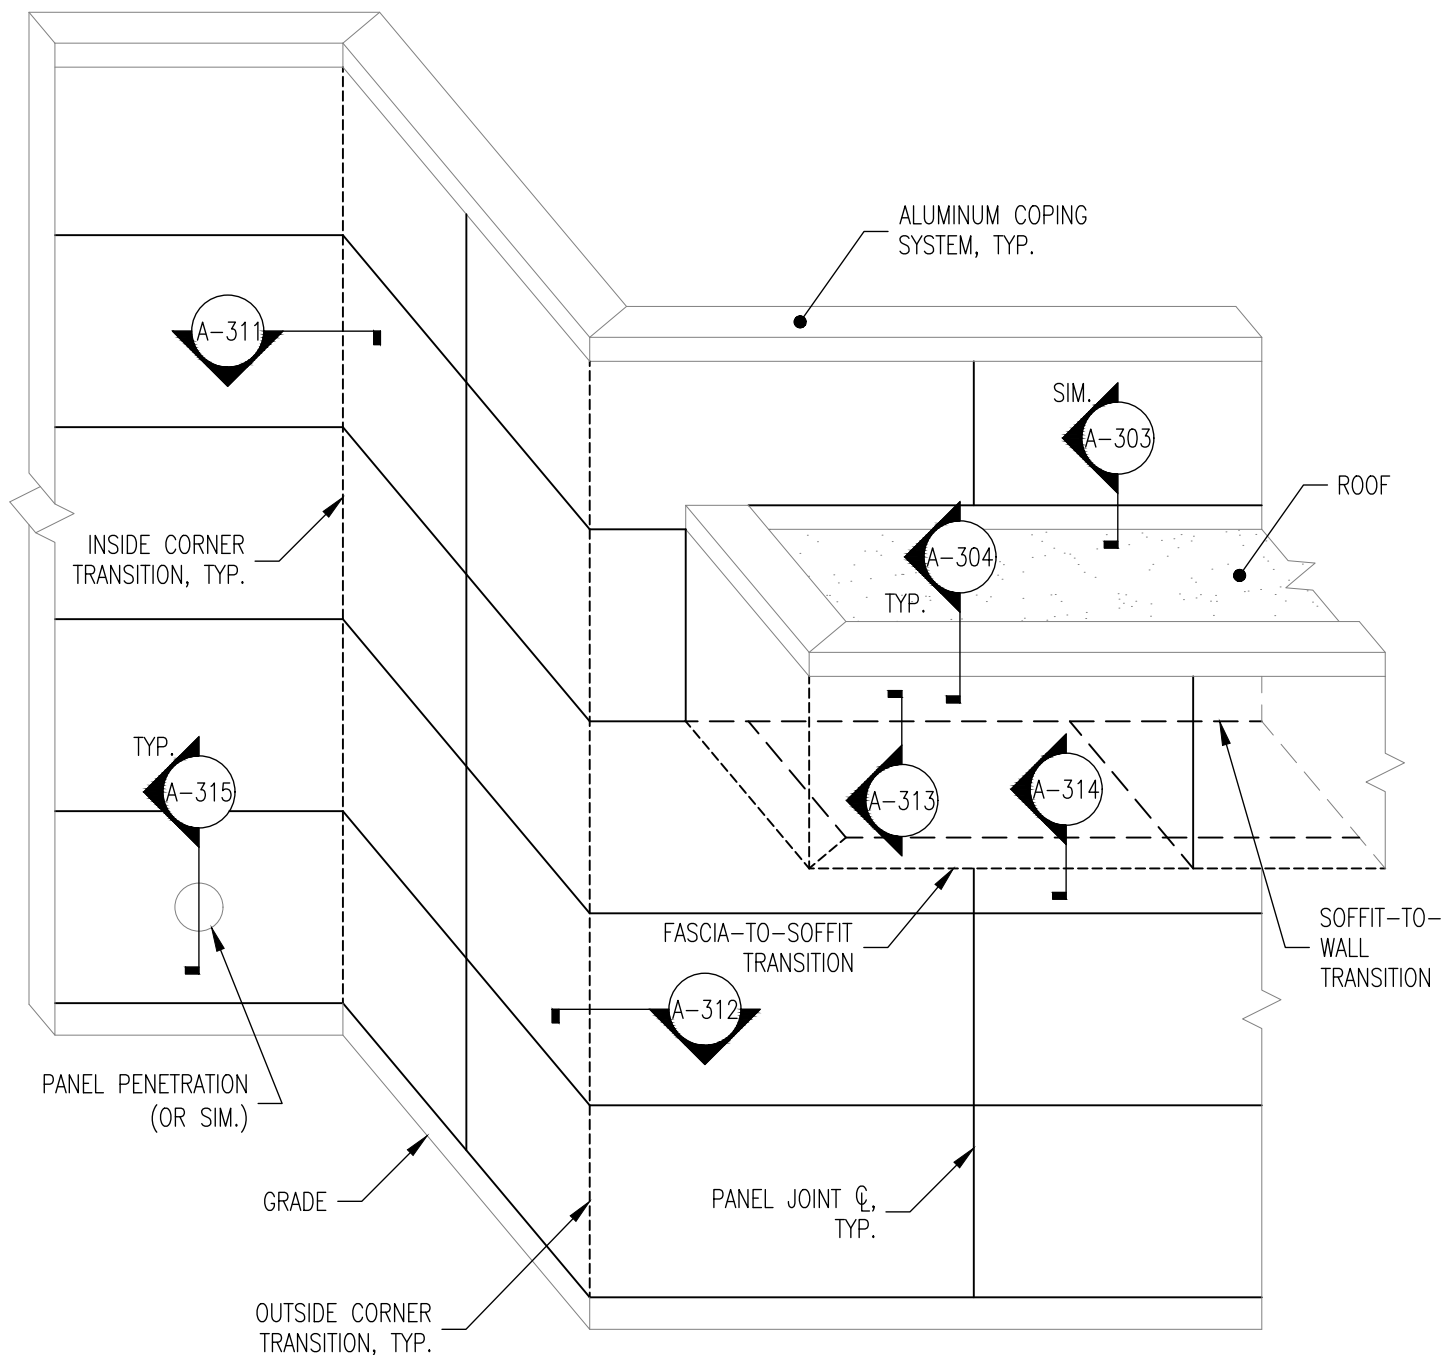 ALUMINUM COPING
SYSTEM, TYP.
A-311
SIM.
A-303
ROOF
INSIDE CORNER
TRANSITION, TYP.
A-304
TYP.
TYP.
A-315
A-313
A-314
FASCIA-TO-SOFFIT
TRANSITION
SOFFIT-TO-
WALL
TRANSITION
A-312
PANEL PENETRATION
(OR SIM.)
GRADE
PANEL JOINT ℄,
TYP.
OUTSIDE CORNER
TRANSITION, TYP.